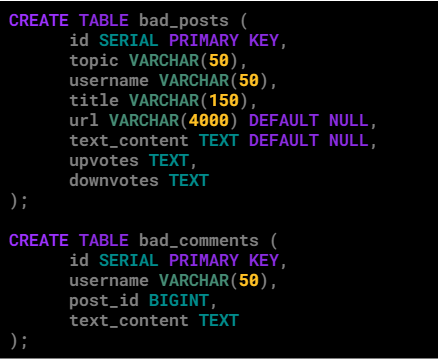 CREATE TABLE bad_posts (
id SERIAL PRIMARY KEY,
topic VARCHAR(50),
username VARCHAR(50),
title VARCHAR(150),
url VARCHAR(4000) DEFAULT NULL,
text_content TEXT DEFAULT NULL,
upvotes TEXT,
downvotes TEXT
);
CREATE TABLE bad_comments (
id SERIAL PRIMARY KEY,
username VARCHAR(50),
post_id BIGINT,
text_content TEXT
);